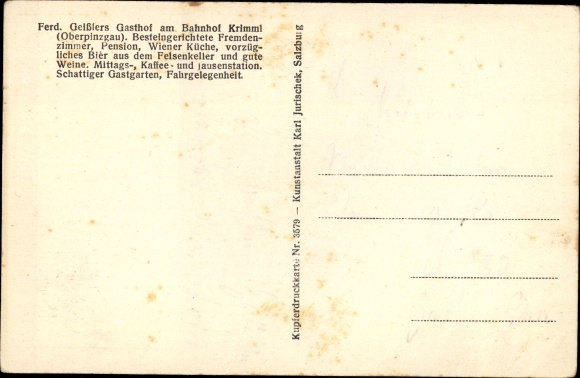 Ferd. Geißlers Gasthof am Bahnhof Krimml
(Oberpinzgau). Besteingerichtete Fremden-
zimmer, Pension, Wiener Küche, vorzüg-
liches Bier aus dem Felsenkeller und gute
Weine. Mittags-, Kaffee- und Jausenstation.
Schattiger Gastgarten, Fahrgelegenheit.
Kupferdruckkarte Nr. 3579 — Kunstanstalt Karl Jurischek, Salzburg